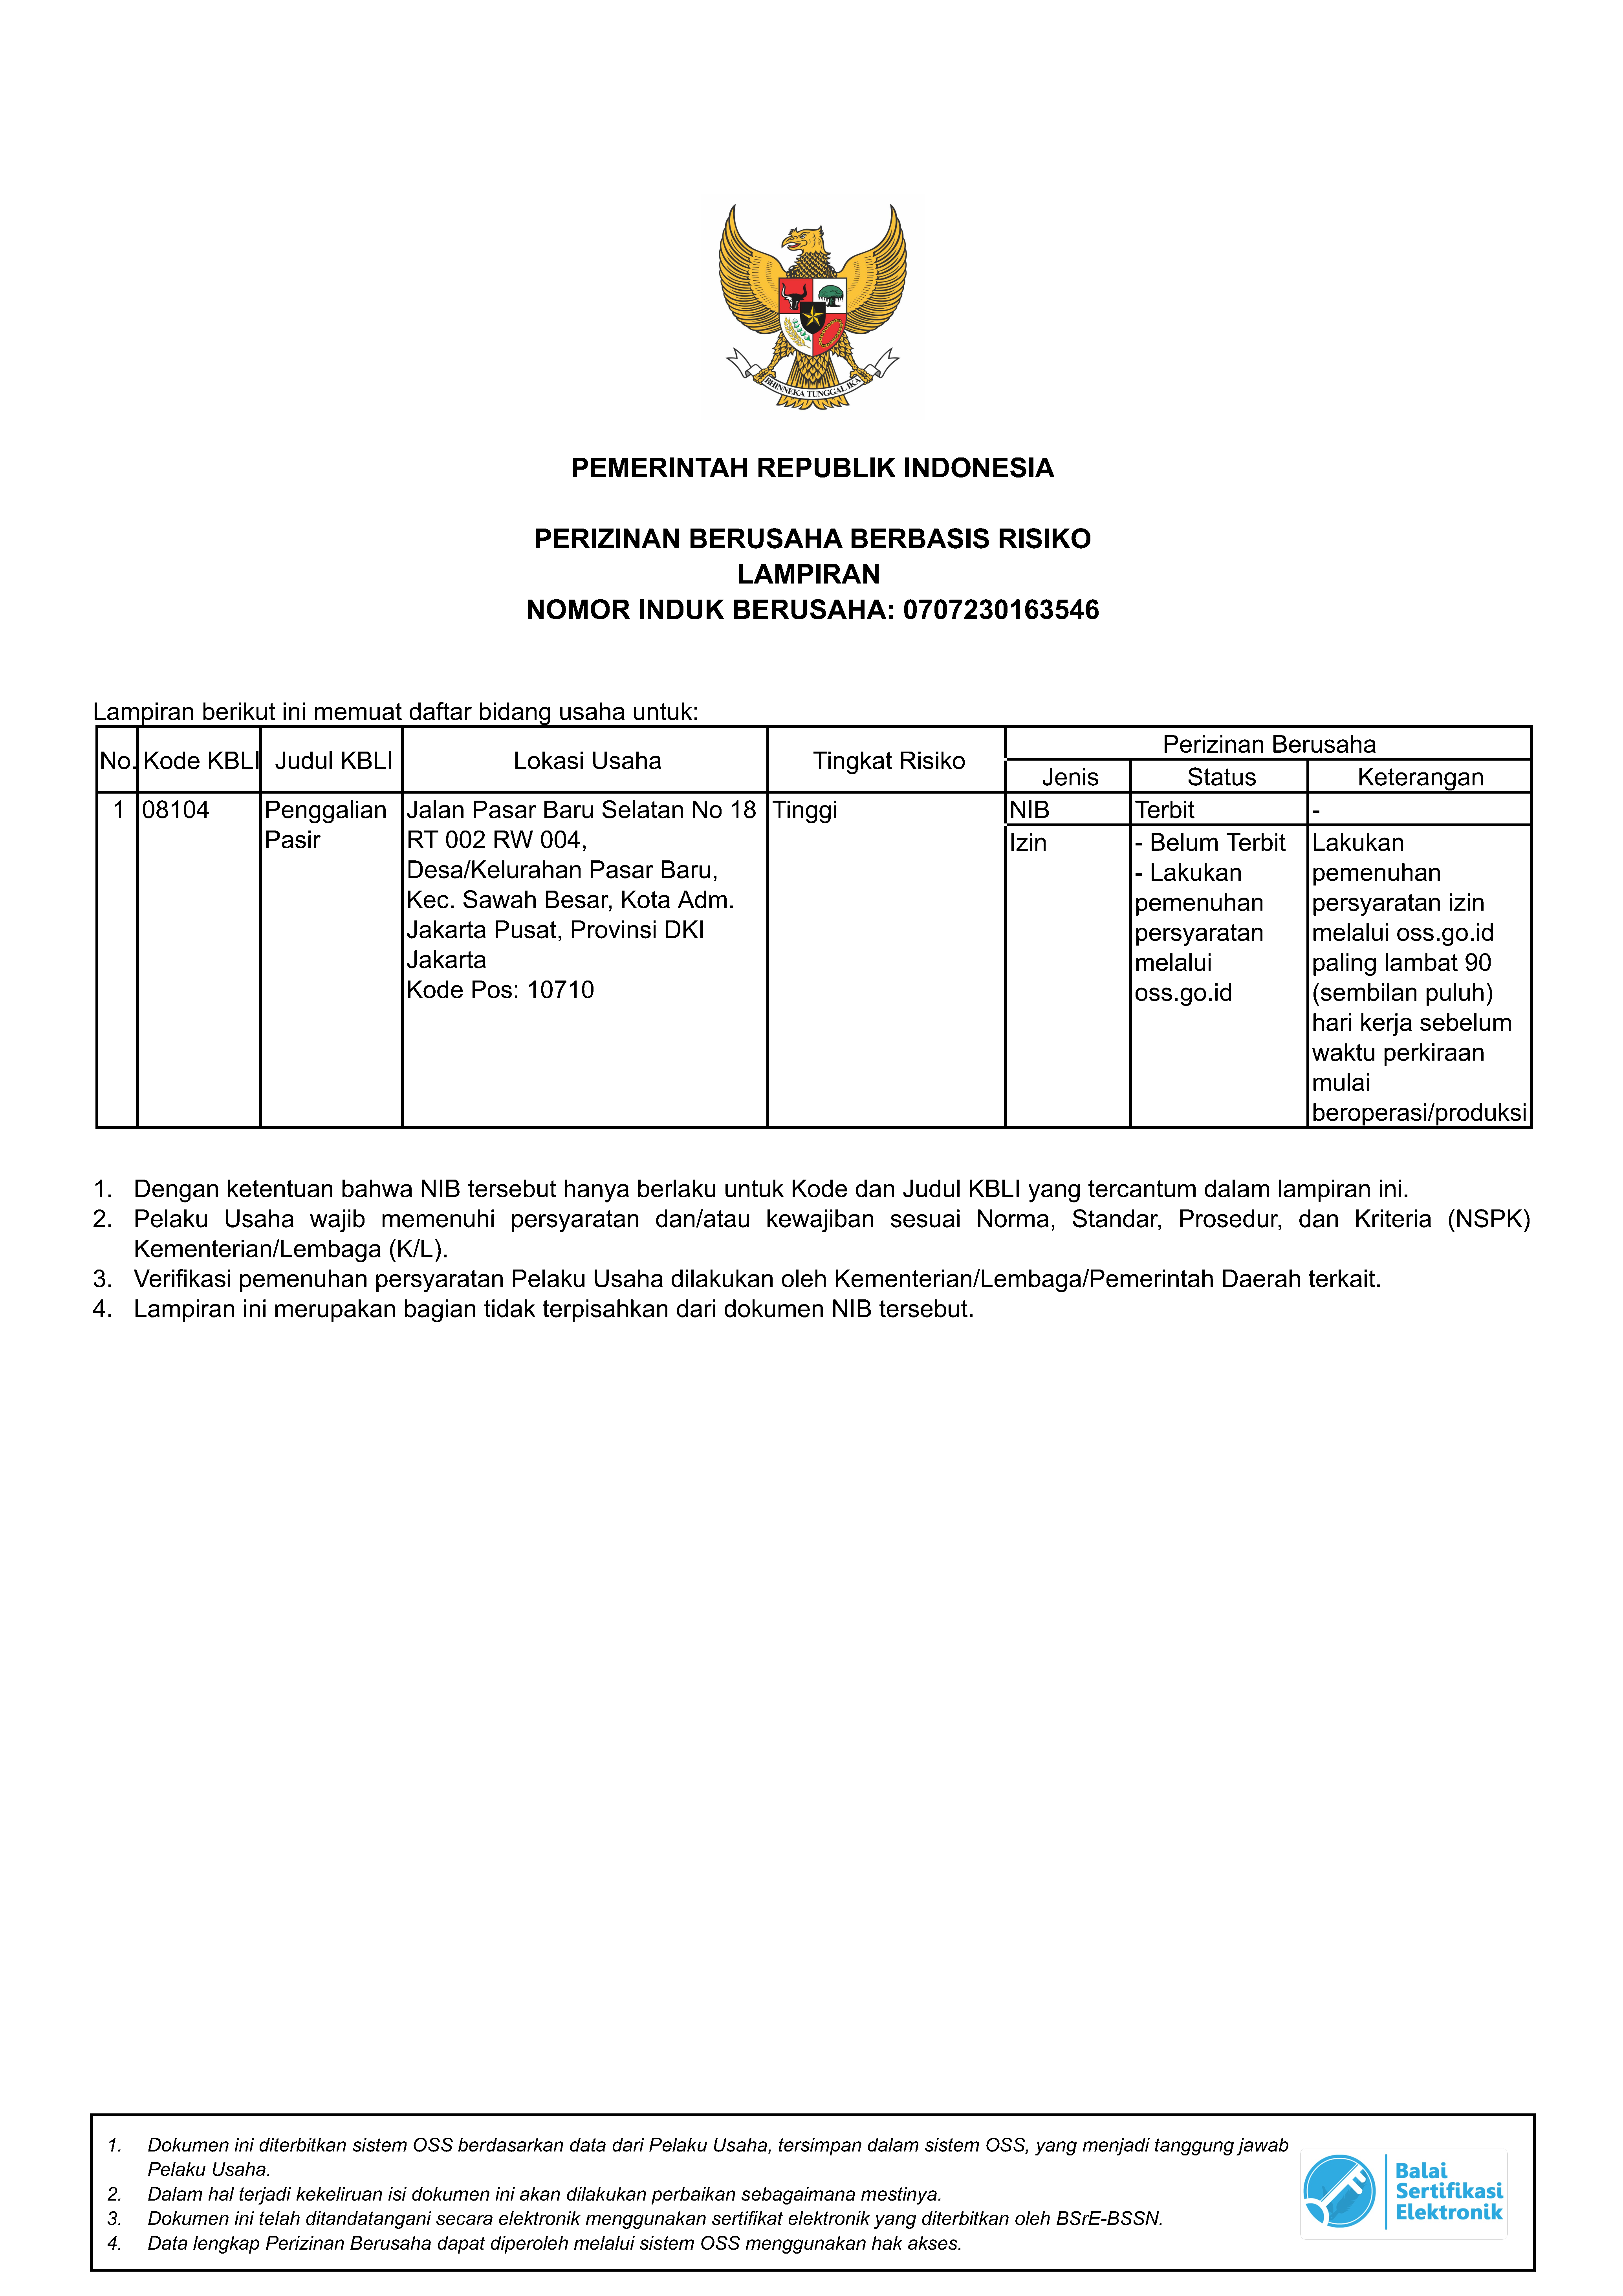 BHINNEKA TUNGGAL IKA
PEMERINTAH REPUBLIK INDONESIA
PERIZINAN BERUSAHA BERBASIS RISIKO
LAMPIRAN
NOMOR INDUK BERUSAHA: 0707230163546
Lampiran berikut ini memuat daftar bidang usaha untuk:
No. Kode KBLI Judul KBLI Lokasi Usaha Tingkat Risiko Perizinan Berusaha
Jenis Status Keterangan
1 08104 Penggalian Jalan Pasar Baru Selatan No 18 Tinggi NIB Terbit -
Pasir RT 002 RW 004, Izin - Belum Terbit Lakukan
Desa/Kelurahan Pasar Baru, - Lakukan pemenuhan
Kec. Sawah Besar, Kota Adm. pemenuhan persyaratan izin
Jakarta Pusat, Provinsi DKI persyaratan melalui oss.go.id
Jakarta melalui paling lambat 90
Kode Pos: 10710 oss.go.id (sembilan puluh)
hari kerja sebelum
waktu perkiraan
mulai
beroperasi/produksi
1. Dengan ketentuan bahwa NIB tersebut hanya berlaku untuk Kode dan Judul KBLI yang tercantum dalam lampiran ini.
2. Pelaku Usaha wajib memenuhi persyaratan dan/atau kewajiban sesuai Norma, Standar, Prosedur, dan Kriteria (NSPK)
Kementerian/Lembaga (K/L).
3. Verifikasi pemenuhan persyaratan Pelaku Usaha dilakukan oleh Kementerian/Lembaga/Pemerintah Daerah terkait.
4. Lampiran ini merupakan bagian tidak terpisahkan dari dokumen NIB tersebut.
1. Dokumen ini diterbitkan sistem OSS berdasarkan data dari Pelaku Usaha, tersimpan dalam sistem OSS, yang menjadi tanggung jawab
Pelaku Usaha.
2. Dalam hal terjadi kekeliruan isi dokumen ini akan dilakukan perbaikan sebagaimana mestinya.
3. Dokumen ini telah ditandatangani secara elektronik menggunakan sertifikat elektronik yang diterbitkan oleh BSrE-BSSN.
4. Data lengkap Perizinan Berusaha dapat diperoleh melalui sistem OSS menggunakan hak akses.
Balai
Sertifikasi
Elektronik